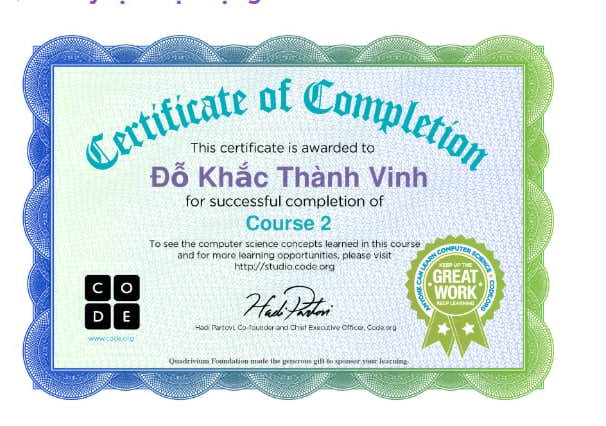 Certificate of Completion
This certificate is awarded to
Đỗ Khắc Thành Vinh
for successful completion of
Course 2
To see the computer science concepts learned in this course
and for more learning opportunities, please visit
http://studio.code.org
ANYONE CAN LEARN COMPUTER SCIENCE • CODE.ORG
KEEP UP THE
GREAT
WORK
KEEP LEARNING
C O
D E
www.code.org
Hadi Partovi
Hadi Partovi, Co-founder and Chief Executive Officer, Code.org
Quadrivium Foundation made the generous gift to sponsor your learning.